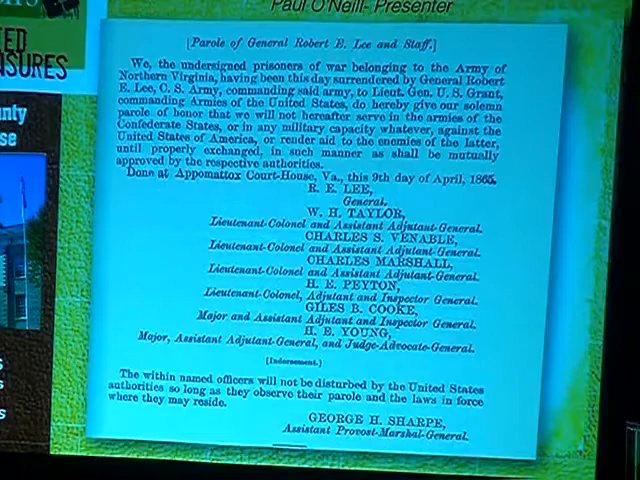 Paul O'Neill- Presenter
ED
NSURES
nty
se
[Parole of General Robert E. Lee and Staff.]
We, the undersigned prisoners of war belonging to the Army of
Northern Virginia, having been this day surrendered by General Robert
E. Lee, C. S. Army, commanding said army, to Lieut. Gen. U. S. Grant,
commanding Armies of the United States, do hereby give our solemn
parole of honor that we will not hereafter serve in the armies of the
Confederate States, or in any military capacity whatever, against the
United States of America, or render aid to the enemies of the latter,
until properly exchanged, in such manner as shall be mutually
approved by the respective authorities.
Done at Appomattox Court-House, Va., this 9th day of April, 1865.
R. E. LEE,
General.
W. H. TAYLOR,
Lieutenant-Colonel and Assistant Adjutant-General.
CHARLES S. VENABLE,
Lieutenant-Colonel and Assistant Adjutant-General.
CHARLES MARSHALL,
Lieutenant-Colonel and Assistant Adjutant-General.
H. E. PEYTON,
Lieutenant-Colonel, Adjutant and Inspector General.
GILES B. COOKE,
Major and Assistant Adjutant and Inspector General.
H. E. YOUNG,
Major, Assistant Adjutant-General, and Judge-Advocate-General.
[Indorsement.]
The within named officers will not be disturbed by the United States
authorities so long as they observe their parole and the laws in force
where they may reside.
GEORGE H. SHARPE,
Assistant Provost-Marshal-General.